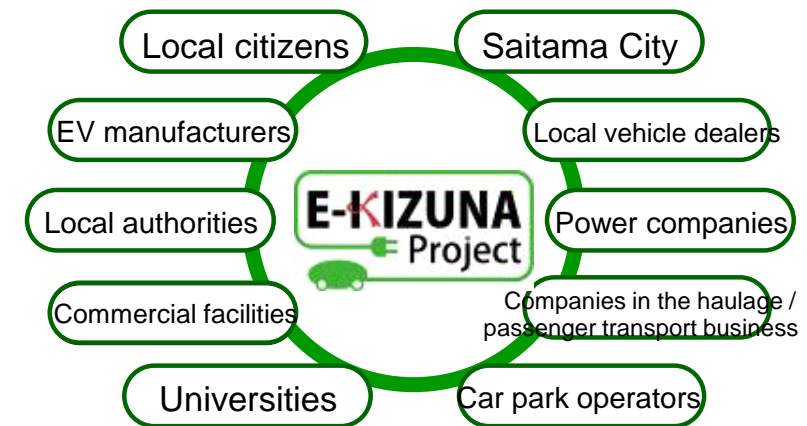 Local citizens
Saitama City
EV manufacturers
Local vehicle dealers
Local authorities
E-KIZUNA
Project
Power companies
Commercial facilities
Companies in the haulage /
passenger transport business
Universities
Car park operators